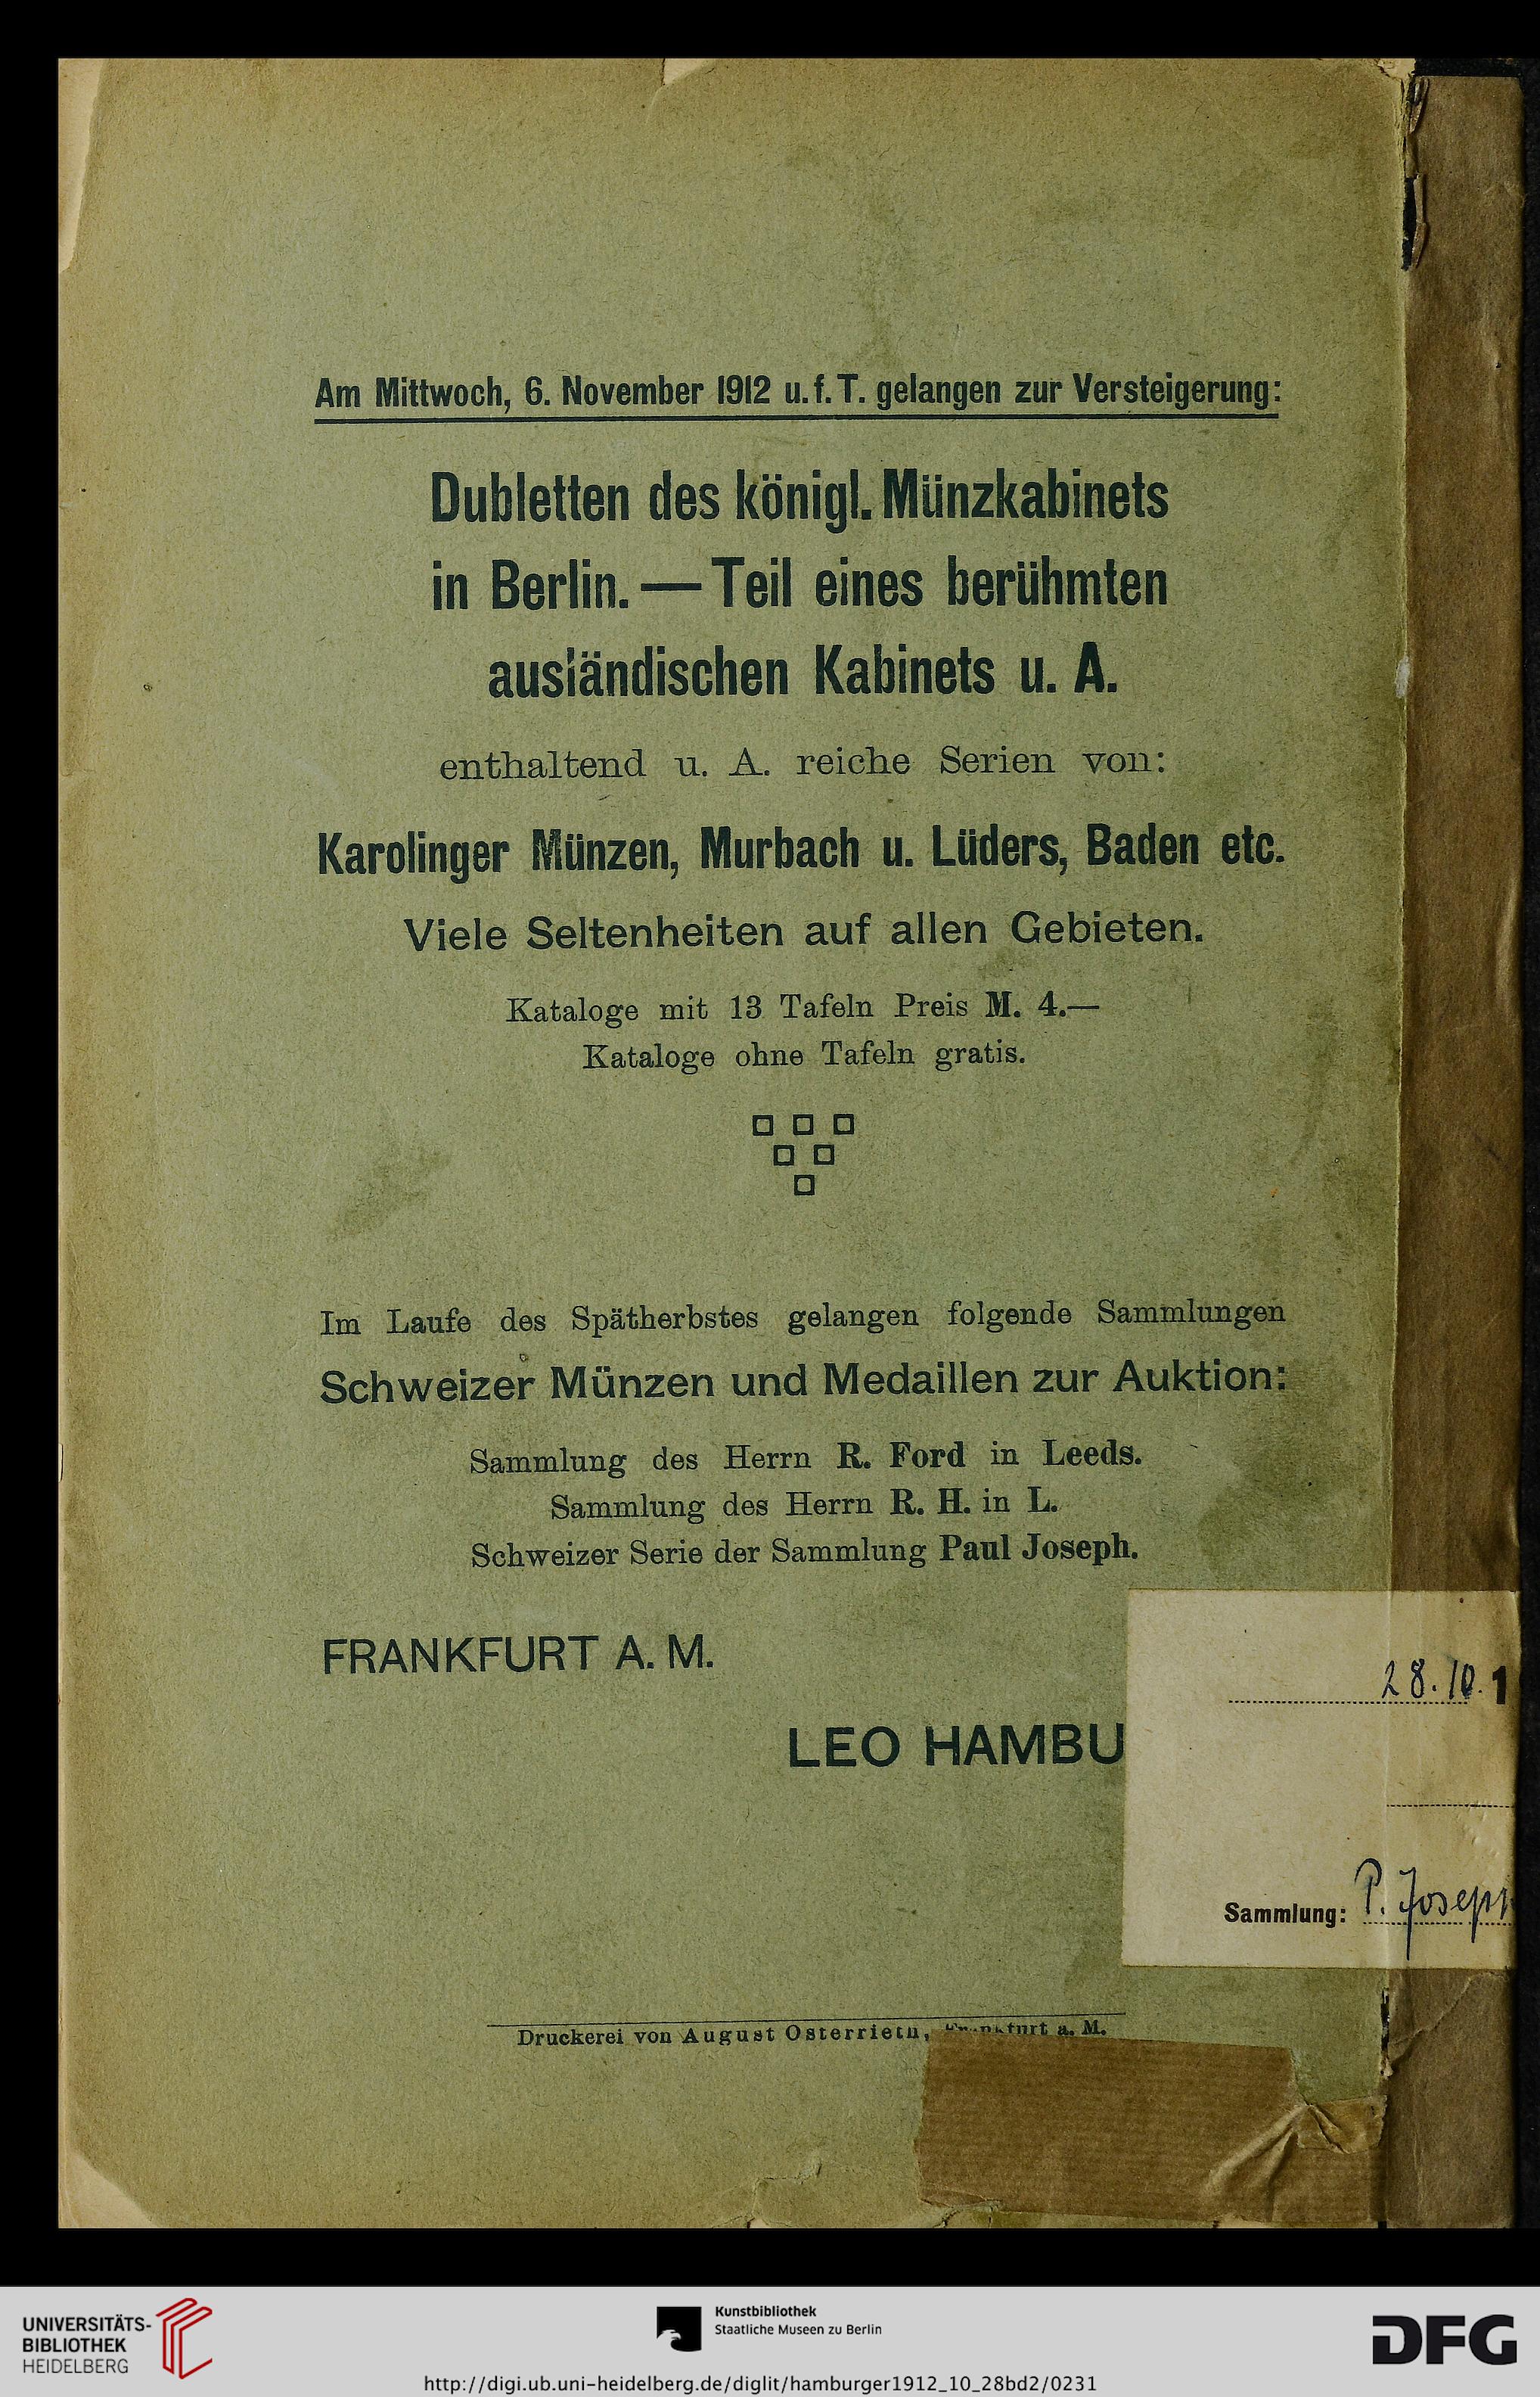 Am Mittwoch, 6. November 1912 u. f. T. gelangen zur Versteigerung:
Dubletten des königl. Münzkabinets
in Berlin. — Teil eines berühmten
ausländischen Kabinets u. A.
enthaltend u. A. reiche Serien von:
Karolinger Münzen, Murbach u. Lüders, Baden etc.
Viele Seltenheiten auf allen Gebieten.
Kataloge mit 13 Tafeln Preis M. 4.—
Kataloge ohne Tafeln gratis.
Im Laufe des Spätherbstes gelangen folgende Sammlungen
Schweizer Münzen und Medaillen zur Auktion:
Sammlung des Herrn R. Ford in Leeds.
Sammlung des Herrn R. H. in L.
Schweizer Serie der Sammlung Paul Joseph.
FRANKFURT A. M.
LEO HAMBU
28.10.1
Sammlung: P. Joseph
Druckerei von August Osterrieth, Frankfurt a. M.
UNIVERSITÄTS-
BIBLIOTHEK
HEIDELBERG
Kunstbibliothek
Staatliche Museen zu Berlin
DFG
http://digi.ub.uni-heidelberg.de/diglit/hamburger1912_10_28bd2/0231